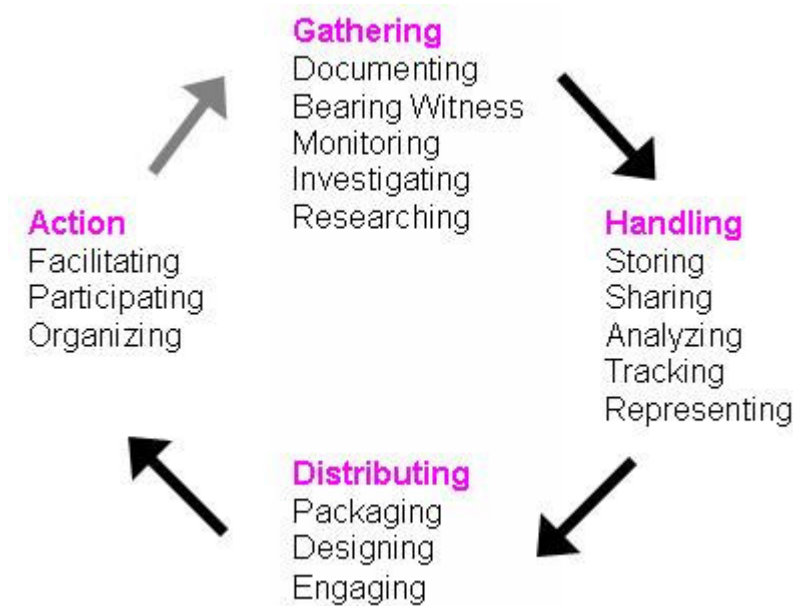 Gathering
Documenting
Bearing Witness
Monitoring
Investigating
Researching
Handling
Storing
Sharing
Analyzing
Tracking
Representing
Distributing
Packaging
Designing
Engaging
Action
Facilitating
Participating
Organizing